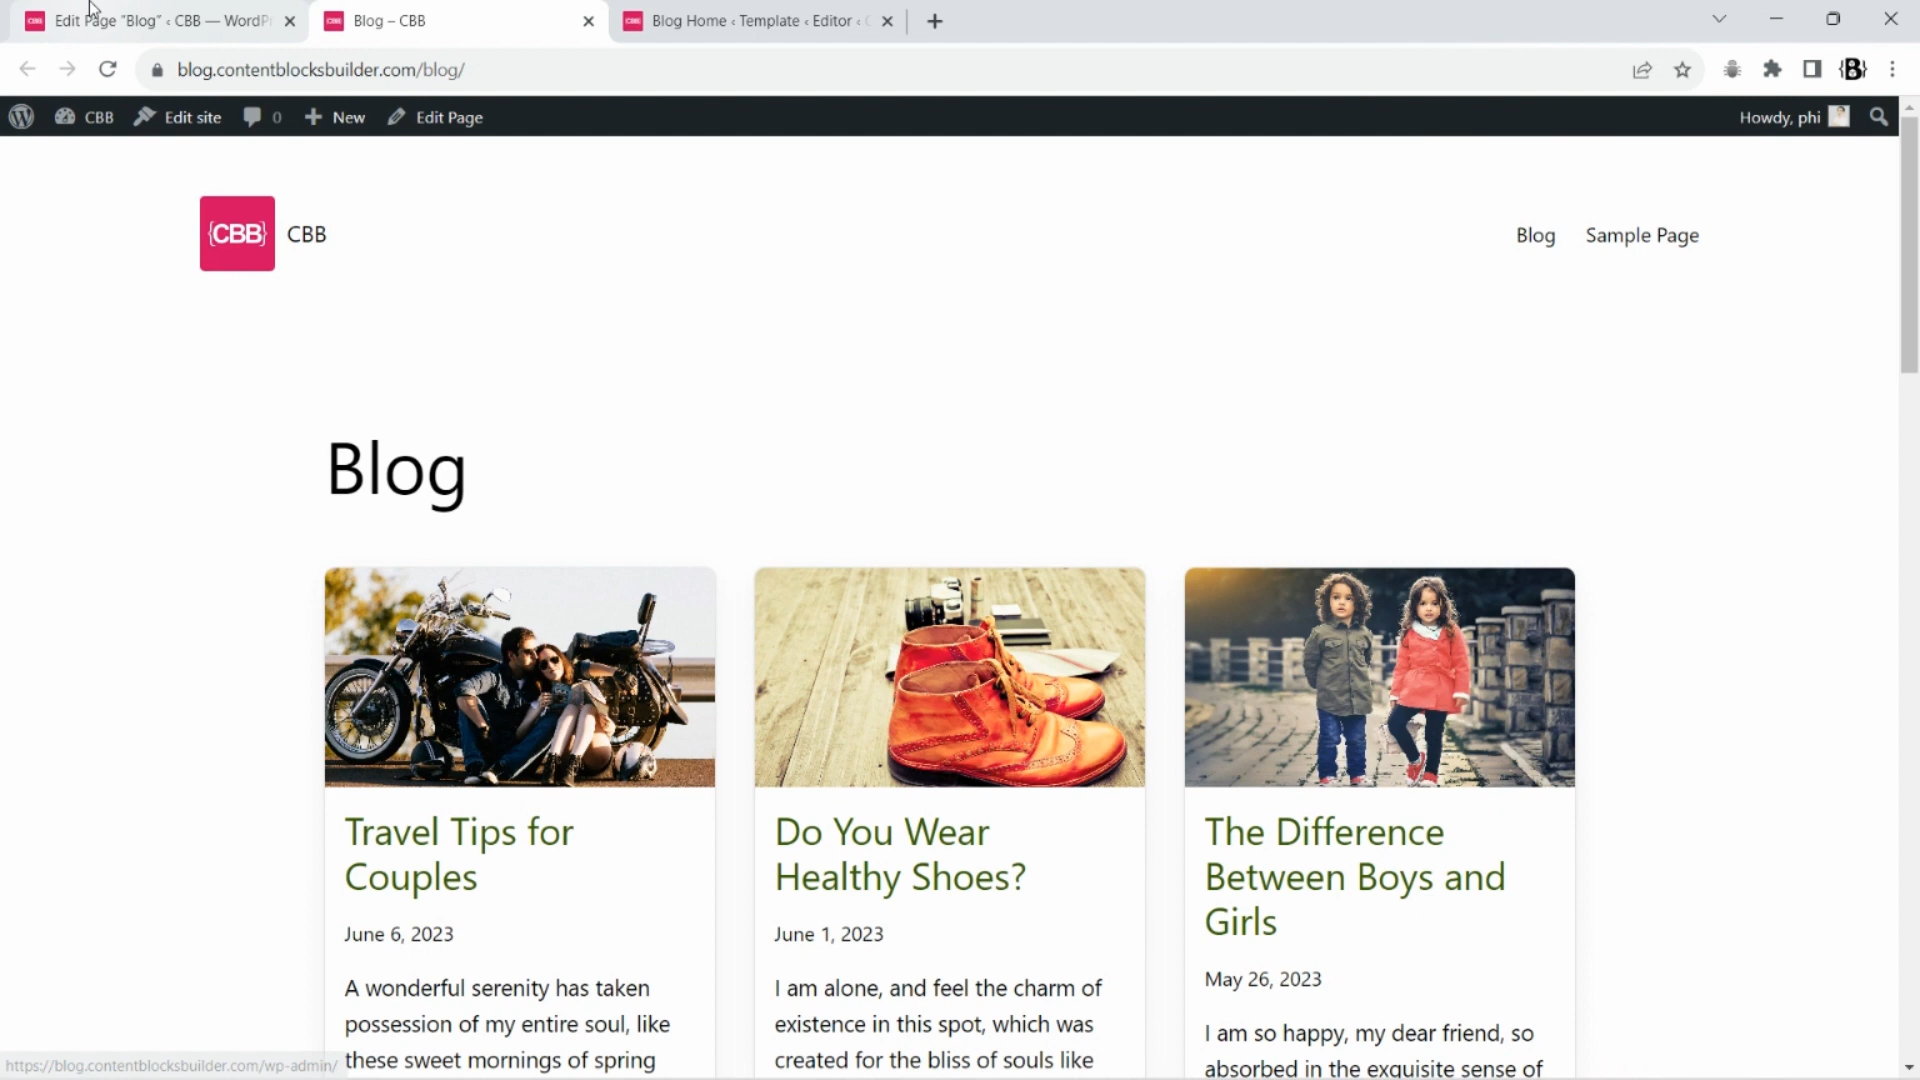 Edit Page “Blog” ‹ CBB — WordPr
Blog – CBB
Blog Home ‹ Template ‹ Editor ‹ C
blog.contentblocksbuilder.com/blog/
{B}
CBB
Edit site
0
New
Edit Page
Howdy, phi
{CBB}
CBB
Blog
Sample Page
Blog
Travel Tips for
Couples
June 6, 2023
A wonderful serenity has taken
possession of my entire soul, like
these sweet mornings of spring
Do You Wear
Healthy Shoes?
June 1, 2023
I am alone, and feel the charm of
existence in this spot, which was
created for the bliss of souls like
The Difference
Between Boys and
Girls
May 26, 2023
I am so happy, my dear friend, so
absorbed in the exquisite sense of
https://blog.contentblocksbuilder.com/wp-admin/